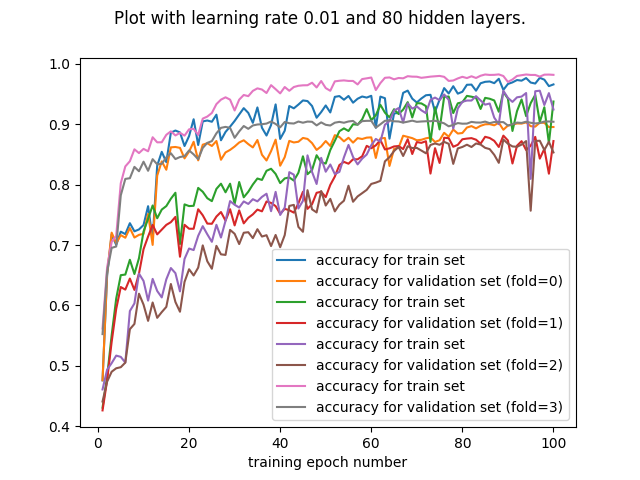 Plot with learning rate 0.01 and 80 hidden layers.
1.0
0.9
0.8
0.7
0.6
0.5
0.4
accuracy for train set
accuracy for validation set (fold=0)
accuracy for train set
accuracy for validation set (fold=1)
accuracy for train set
accuracy for validation set (fold=2)
accuracy for train set
accuracy for validation set (fold=3)
0 20 40 60 80 100
training epoch number